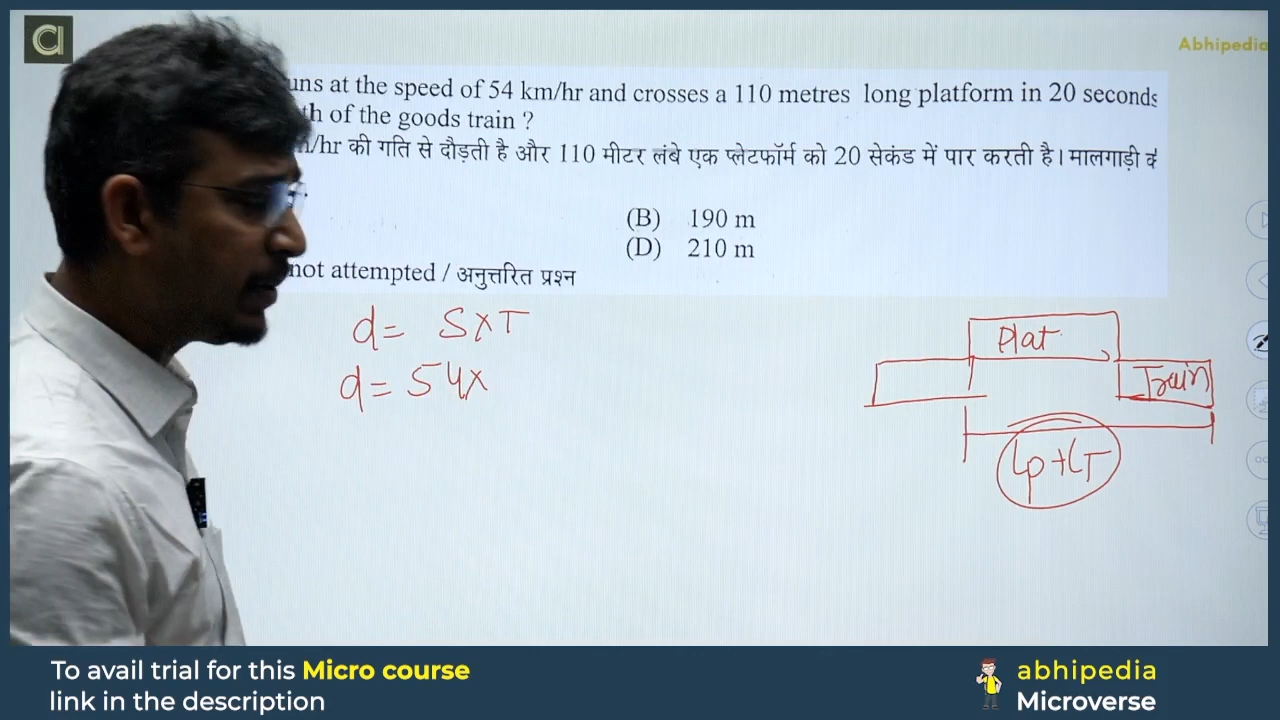 Abhipedia
uns at the speed of 54 km/hr and crosses a 110 metres long platform in 20 seconds
th of the goods train ?
/hr की गति से दौड़ती है और 110 मीटर लंबे एक प्लेटफॉर्म को 20 सेकंड में पार करती है। मालगाड़ी
(B) 190 m
(D) 210 m
not attempted / अनुत्तरित प्रश्न
d= S×T
d= 54×
Plat
Train
Lp+LT
To avail trial for this Micro course
link in the description
abhipedia
Microverse